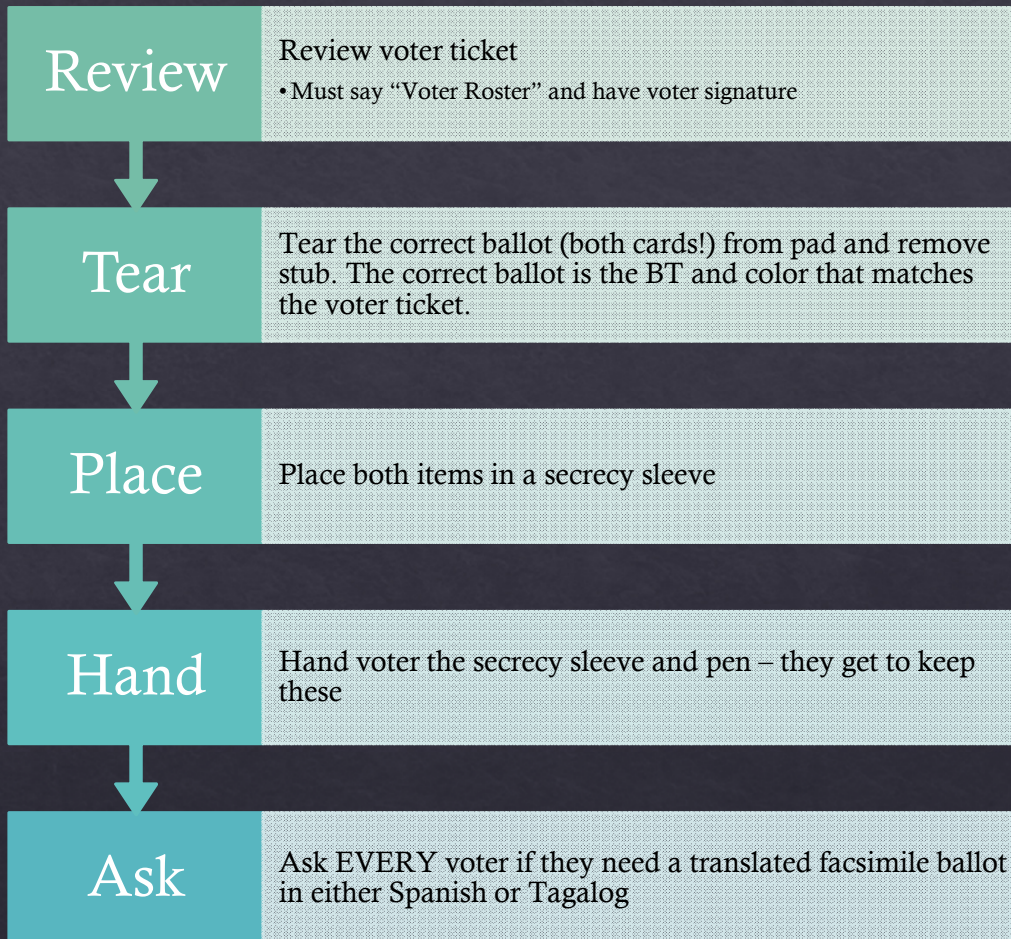 Review
Review voter ticket
• Must say “Voter Roster” and have voter signature
Tear
Tear the correct ballot (both cards!) from pad and remove
stub. The correct ballot is the BT and color that matches
the voter ticket.
Place
Place both items in a secrecy sleeve
Hand
Hand voter the secrecy sleeve and pen – they get to keep
these
Ask
Ask EVERY voter if they need a translated facsimile ballot
in either Spanish or Tagalog